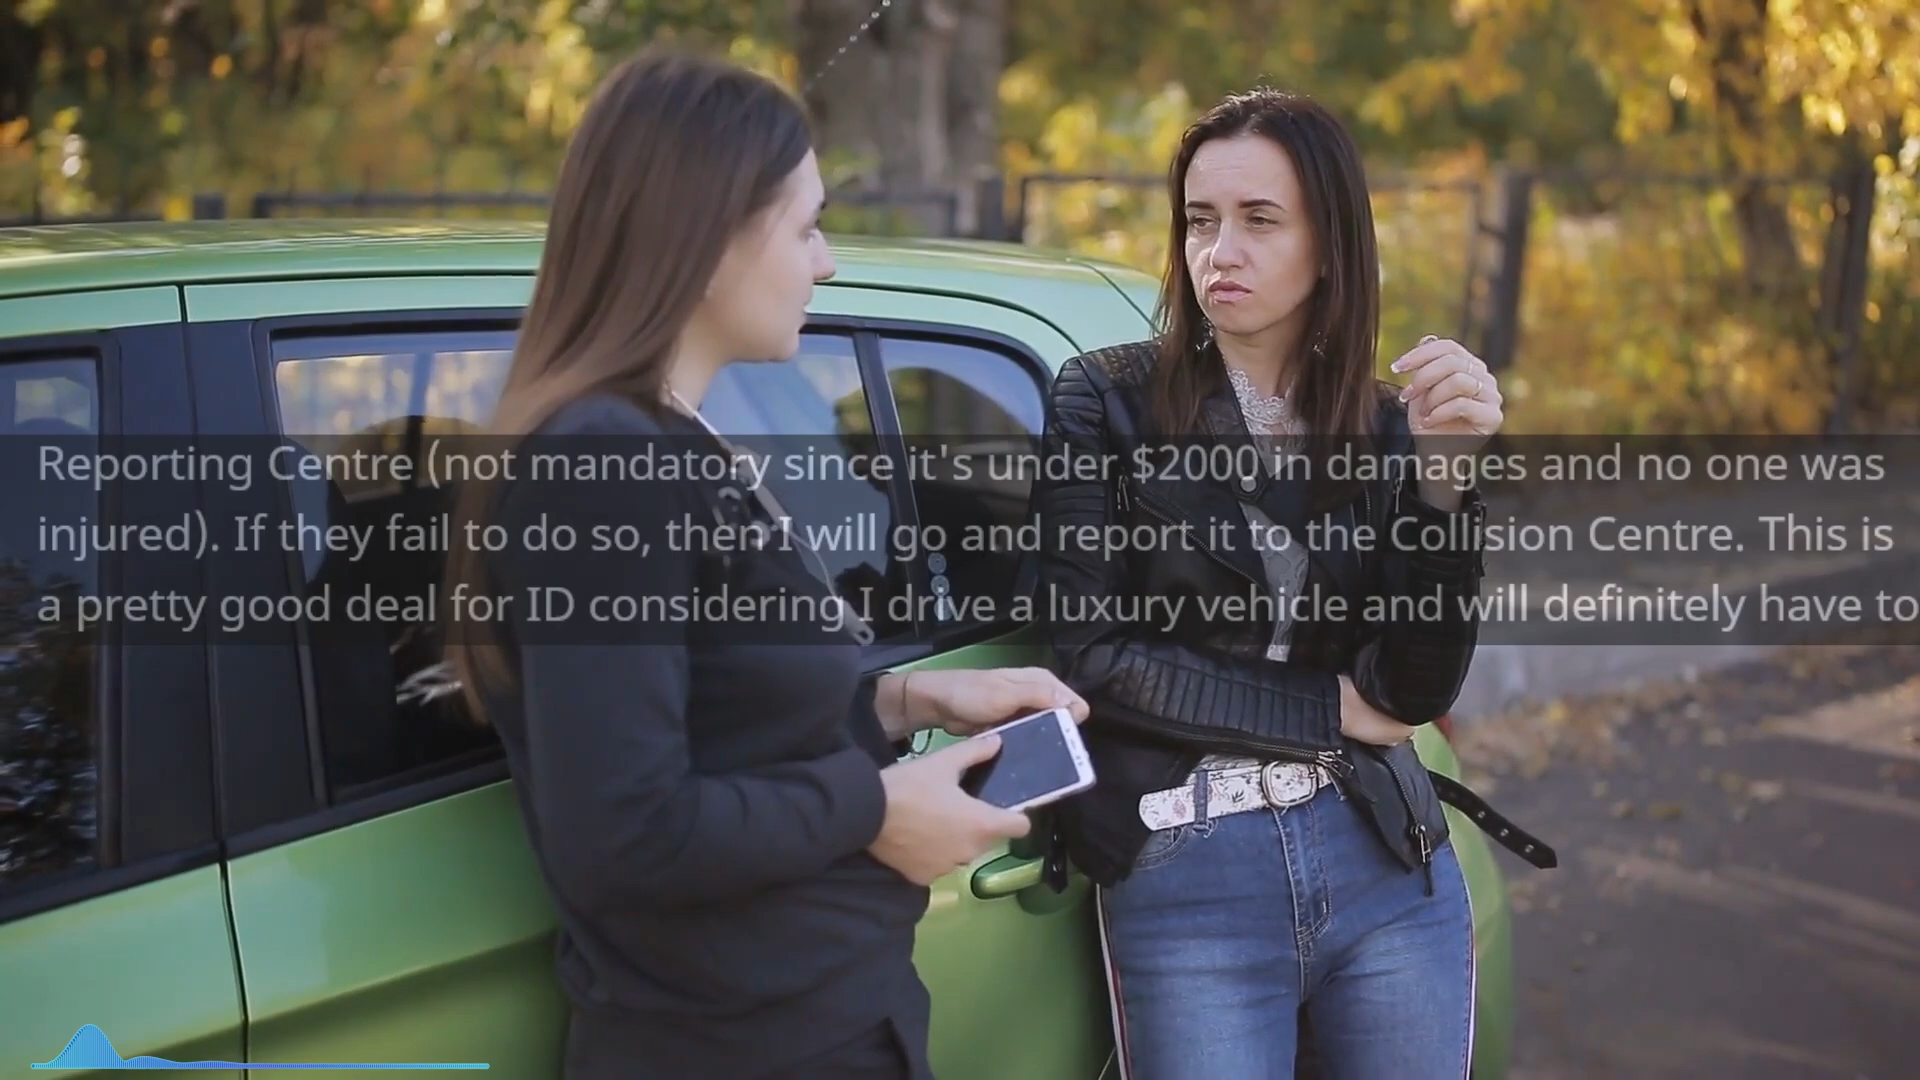 Reporting Centre (not mandatory since it's under $2000 in damages and no one was
injured). If they fail to do so, then I will go and report it to the Collision Centre. This is
a pretty good deal for ID considering I drive a luxury vehicle and will definitely have to